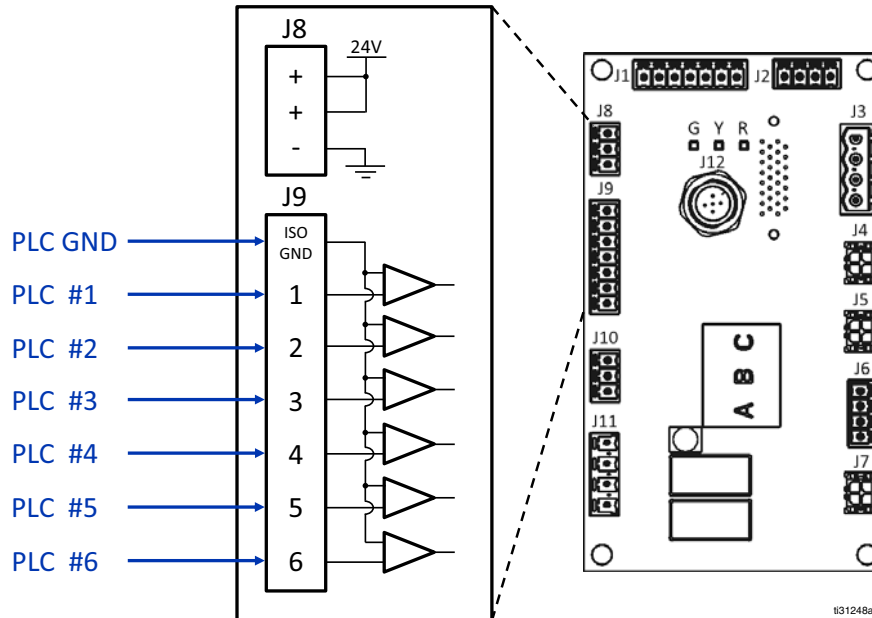 J8
24V
+
+
-
J9
ISO
GND
1
2
3
4
5
6
PLC GND
PLC #1
PLC #2
PLC #3
PLC #4
PLC #5
PLC #6
J1
J2
J8
J3
G Y R
J12
J9
J4
J5
J10
J6
A B C
J11
J7
ti31248a